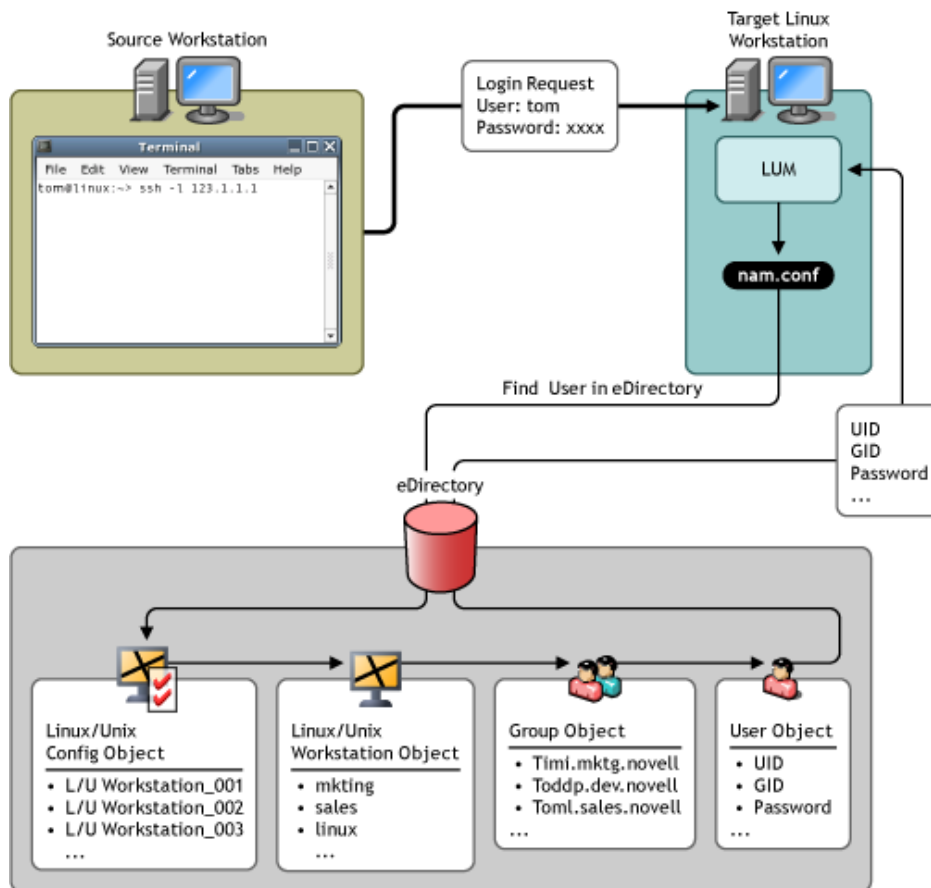 Source Workstation
Target Linux
Workstation
Login Request
User: tom
Password: xxxx
Terminal
File Edit View Terminal Tabs Help
tom@linux:~> ssh -l 123.1.1.1
LUM
nam.conf
Find User in eDirectory
UID
GID
Password
...
eDirectory
Linux/Unix
Config Object
• L/U Workstation_001
• L/U Workstation_002
• L/U Workstation_003
...
Linux/Unix
Workstation Object
• mkting
• sales
• linux
...
Group Object
• Timi.mktg.novell
• Toddp.dev.novell
• Toml.sales.novell
...
User Object
• UID
• GID
• Password
...